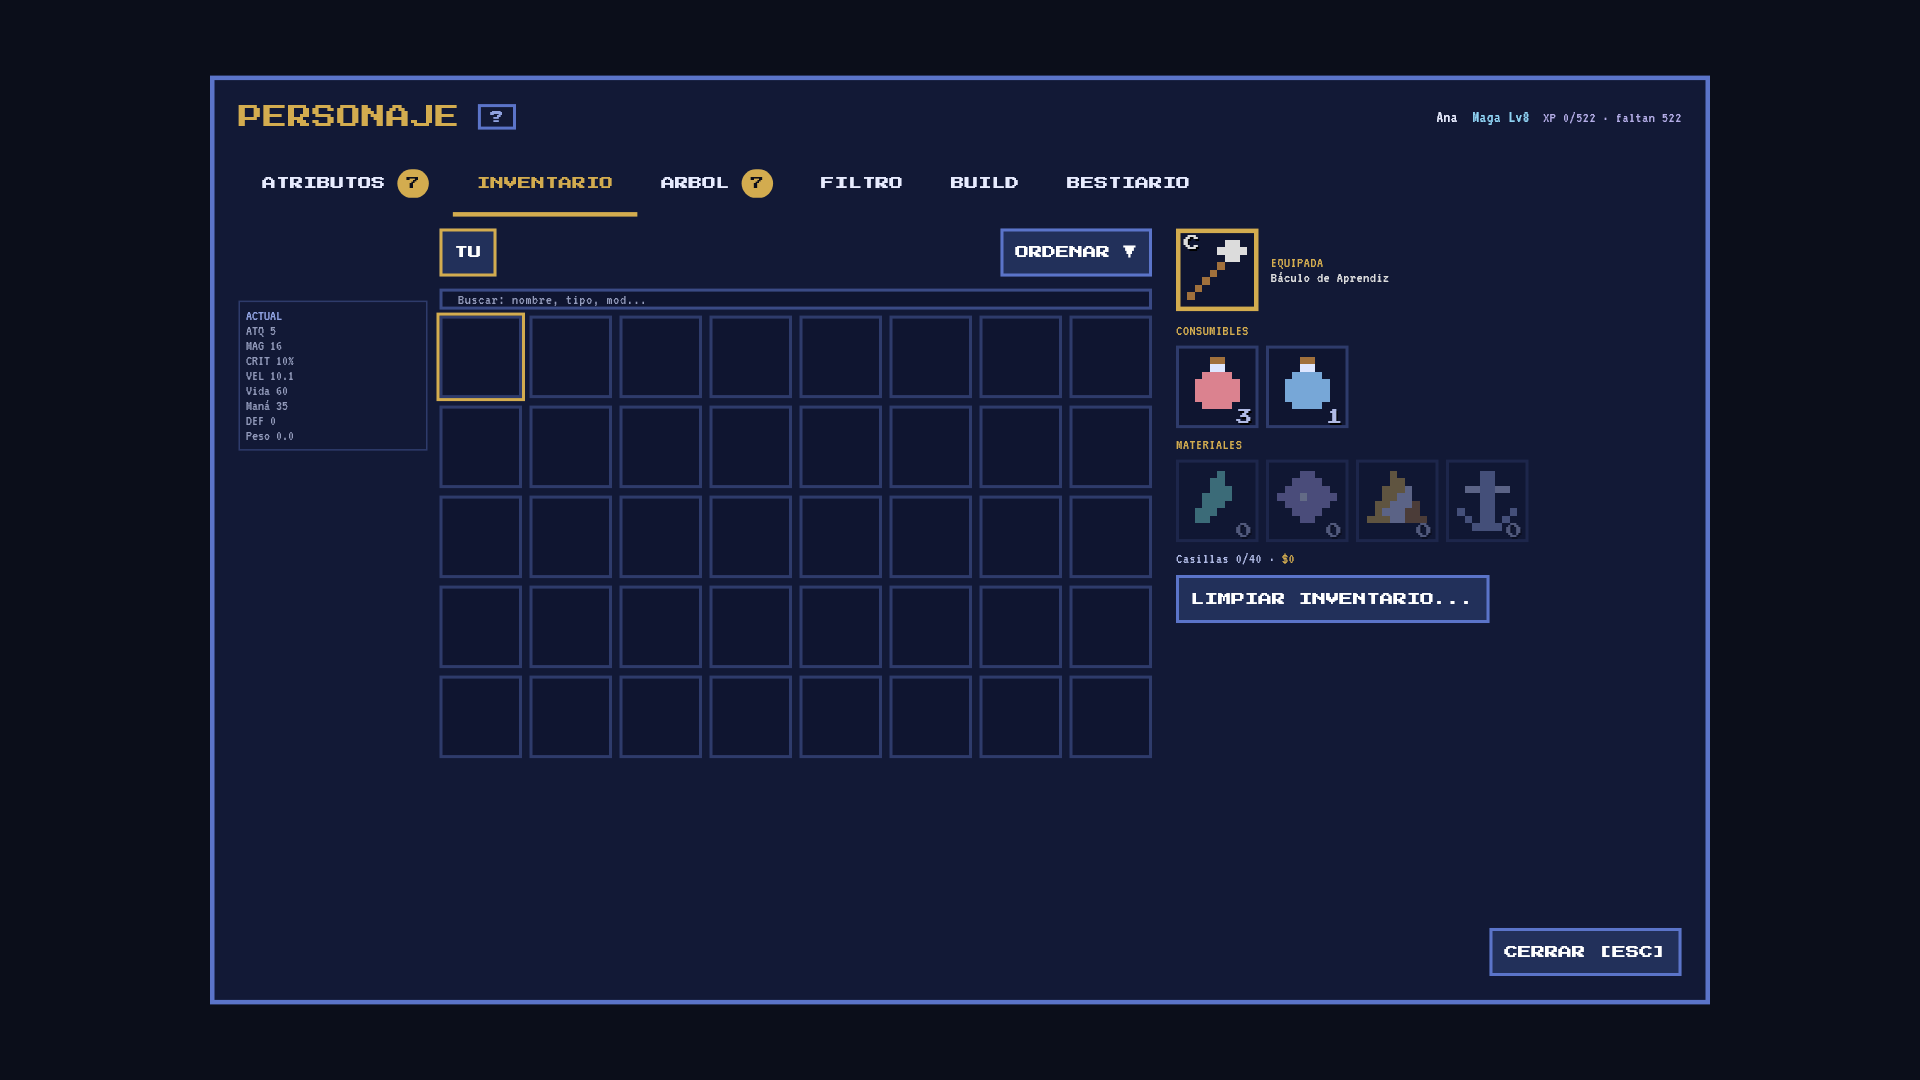 PERSONAJE ?
Ana Maga Lv8 XP 0/522 · faltan 522
ATRIBUTOS 7 INVENTARIO ARBOL 7 FILTRO BUILD BESTIARIO
TU
ORDENAR ▼
Buscar: nombre, tipo, mod...
ACTUAL
ATQ 5
MAG 16
CRIT 10%
VEL 10.1
Vida 60
Maná 35
DEF 0
Peso 0.0
C
EQUIPADA
Báculo de Aprendiz
CONSUMIBLES
3 1
MATERIALES
0 0 0 0
Casillas 0/40 · $0
LIMPIAR INVENTARIO...
CERRAR [ESC]